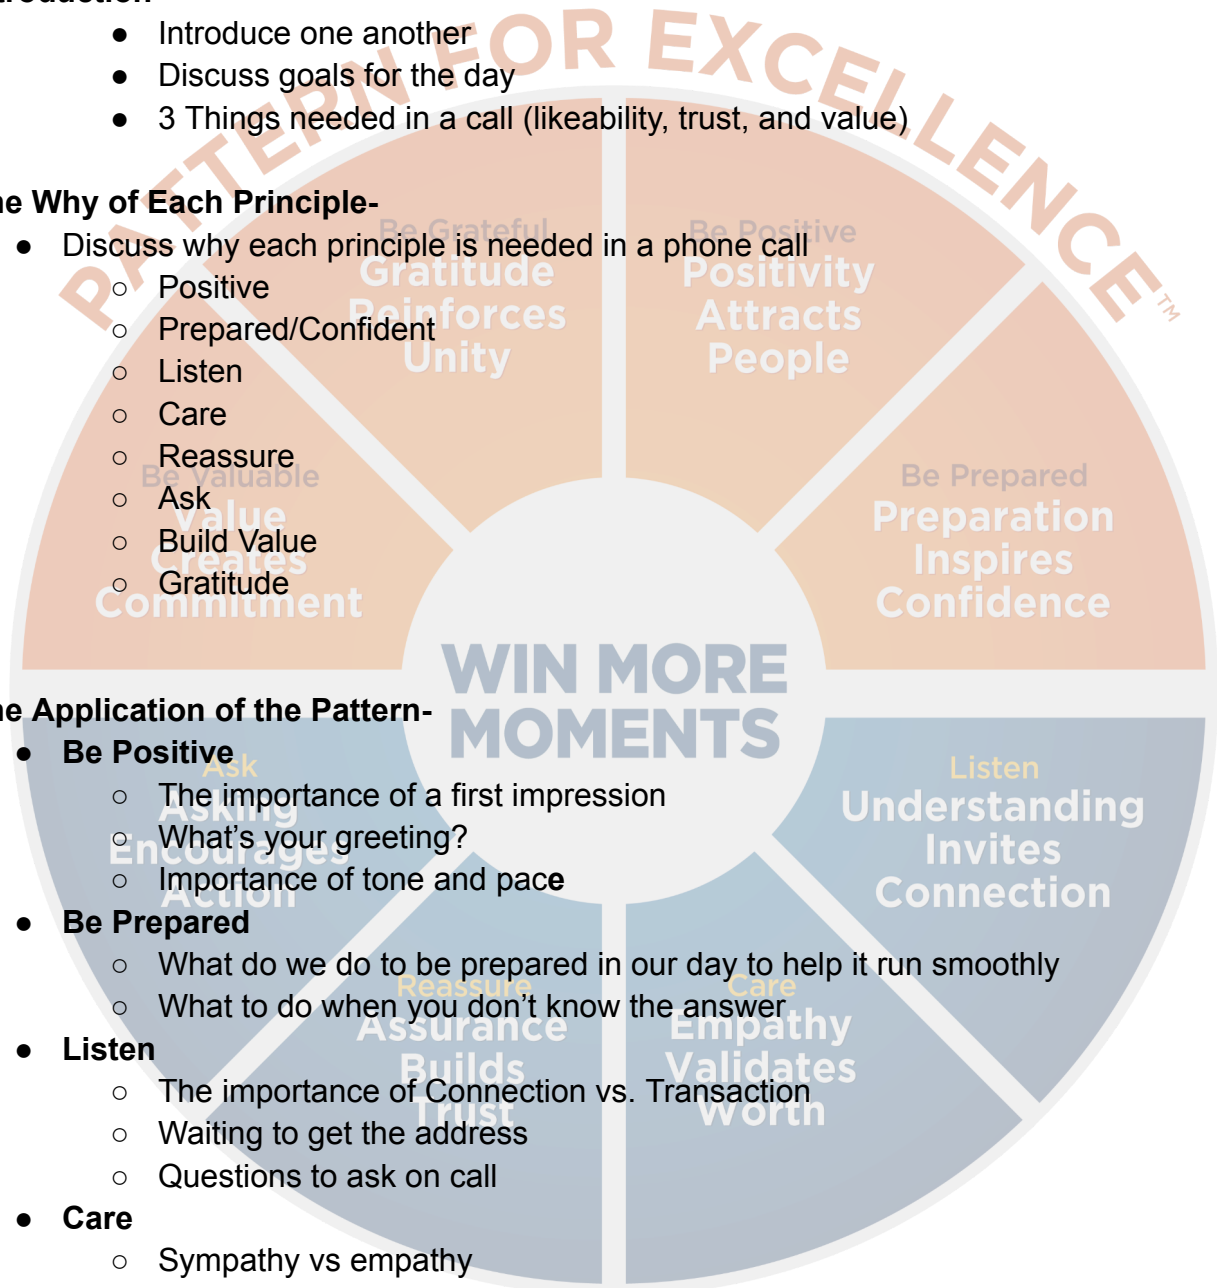 troduction
● Introduce one another
● Discuss goals for the day
● 3 Things needed in a call (likeability, trust, and value)
ne Why of Each Principle-
● Discuss why each principle is needed in a phone call
○ Positive
○ Prepared/Confident
○ Listen
○ Care
○ Reassure
○ Ask
○ Build Value
○ Gratitude
ne Application of the Pattern-
● Be Positive
○ The importance of a first impression
○ What’s your greeting?
○ Importance of tone and pace
● Be Prepared
○ What do we do to be prepared in our day to help it run smoothly
○ What to do when you don’t know the answer
● Listen
○ The importance of Connection vs. Transaction
○ Waiting to get the address
○ Questions to ask on call
● Care
○ Sympathy vs empathy
PATTERN FOR EXCELLENCE™
Be Grateful
Gratitude
Reinforces
Unity
Be Positive
Positivity
Attracts
People
Be Prepared
Preparation
Inspires
Confidence
Listen
Understanding
Invites
Connection
Care
Empathy
Validates
Worth
Reassure
Assurance
Builds
Trust
Ask
Asking
Encourages
Action
Be Valuable
Value
Creates
Commitment
WIN MORE
MOMENTS